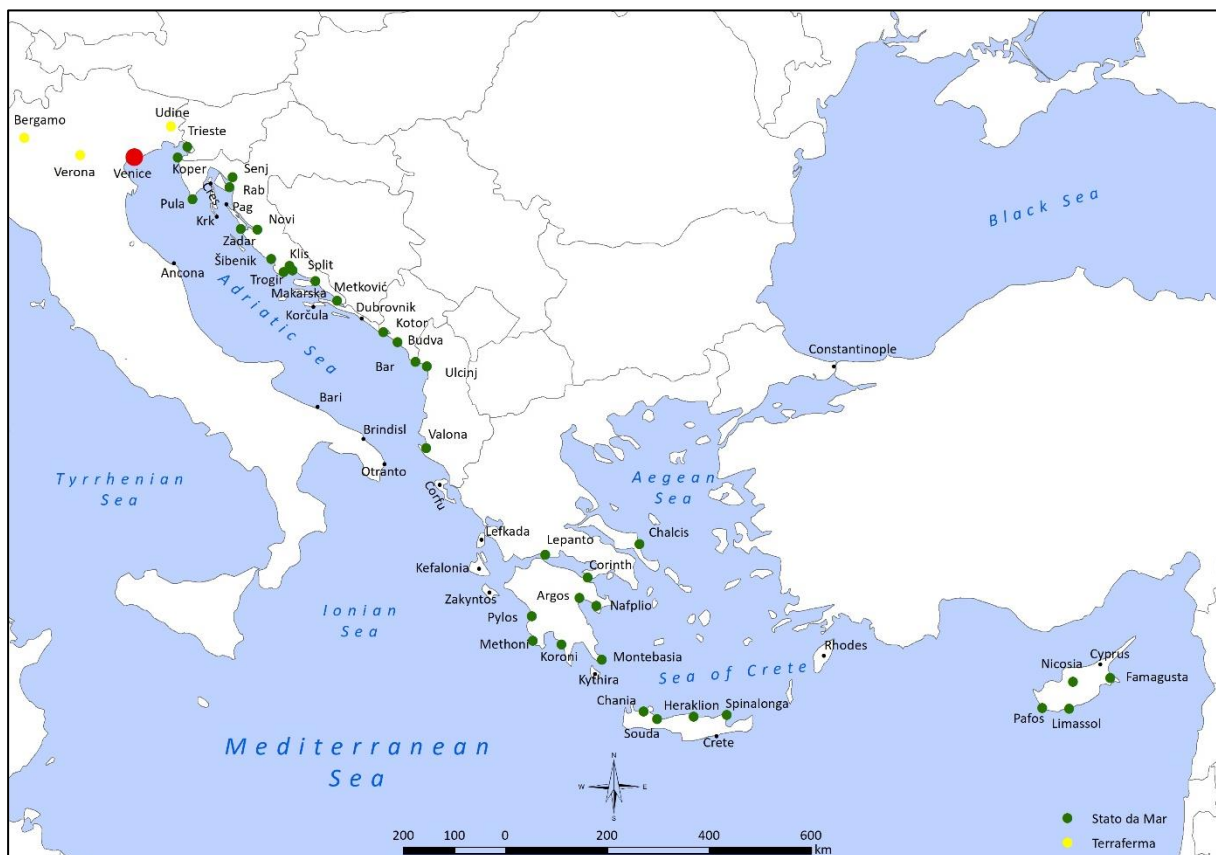 Bergamo
Udine
Trieste
Verona
Venice
Koper
Senj
Rab
Cres
Pula
Pag
Krk
Novi
Zadar
Šibenik
Klis
Split
Trogir
Ancona
Makarska
Metković
Korčula
Dubrovnik
Kotor
Budva
Bar
Ulcinj
Adriatic Sea
Black Sea
Constantinople
Bari
Brindisl
Valona
Otranto
Corfu
Tyrrhenian
Sea
Aegean
Sea
Lefkada
Lepanto
Chalcis
Kefalonia
Corinth
Zakyntos
Argos
Nafplio
Ionian
Sea
Pylos
Methoni
Koroni
Montebasia
Kythira
Rhodes
Sea of Crete
Cyprus
Nicosia
Famagusta
Pafos
Limassol
Chania
Heraklion
Spinalonga
Souda
Crete
Mediterranean
Sea
N
W
E
S
Stato da Mar
Terraferma
200 100 0 200 400 600
km